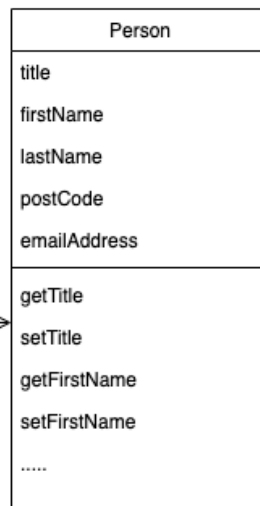 Person
title
firstName
lastName
postCode
emailAddress
getTitle
setTitle
getFirstName
setFirstName
.....